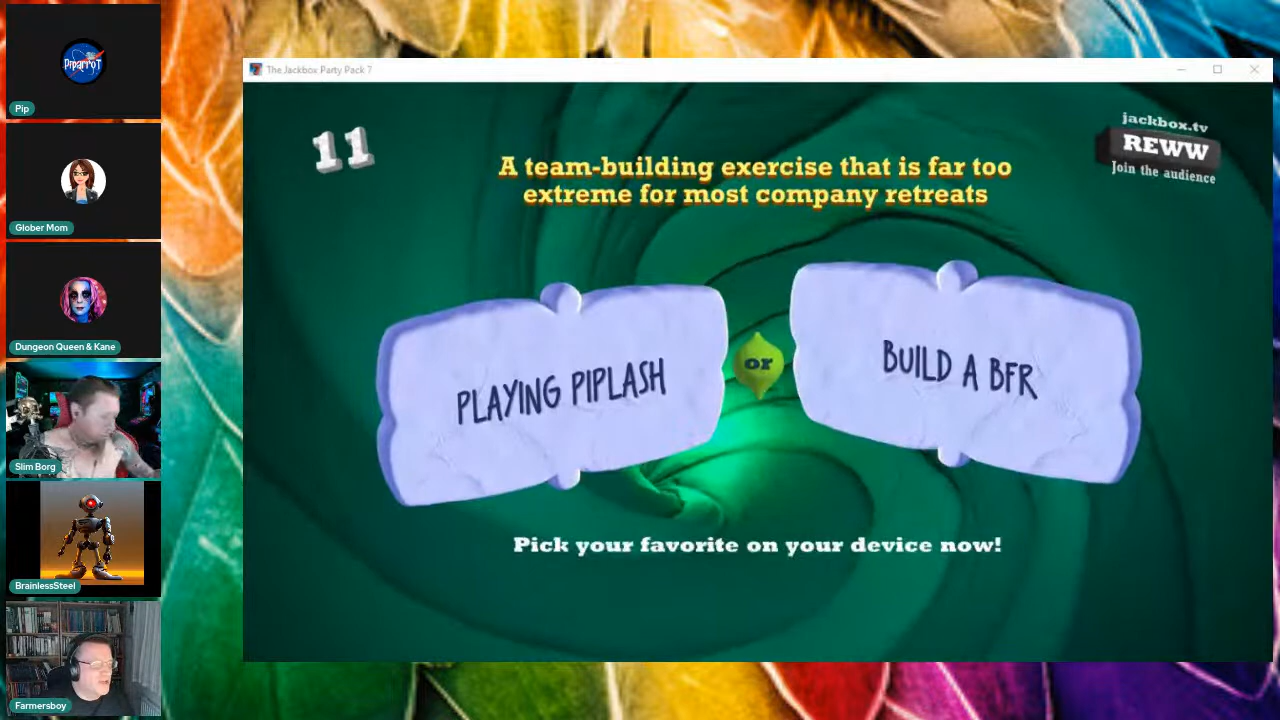 PIPARROT
Pip
Glober Mom
Dungeon Queen & Kane
Slim Borg
BrainlessSteel
Farmersboy
The Jackbox Party Pack 7
11
jackbox.tv
REWW
Join the audience
A team-building exercise that is far too
extreme for most company retreats
PLAYING PIPLASH
or
BUILD A BFR
Pick your favorite on your device now!